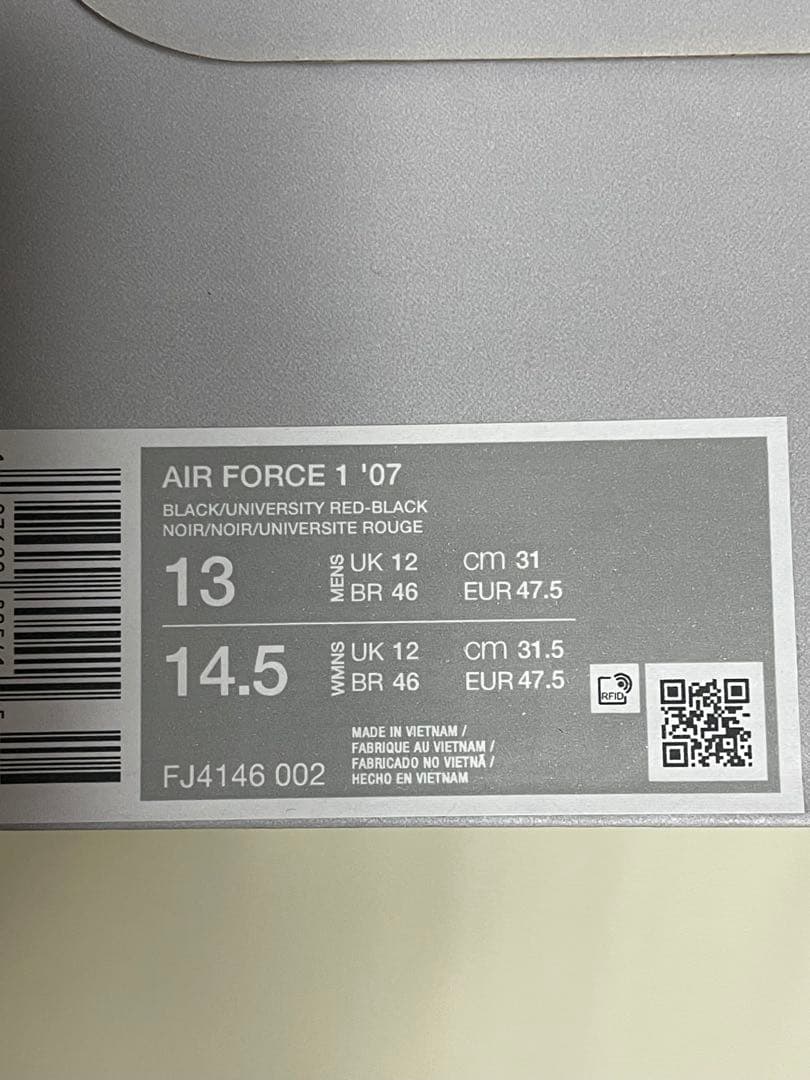 AIR FORCE 1 '07
BLACK/UNIVERSITY RED-BLACK
NOIR/NOIR/UNIVERSITE ROUGE
13 MENS UK 12 cm 31
BR 46 EUR 47.5
14.5 WMNS UK 12 cm 31.5
BR 46 EUR 47.5
RFID
MADE IN VIETNAM /
FABRIQUE AU VIETNAM /
FABRICADO NO VIETNÃ /
HECHO EN VIETNAM
FJ4146 002